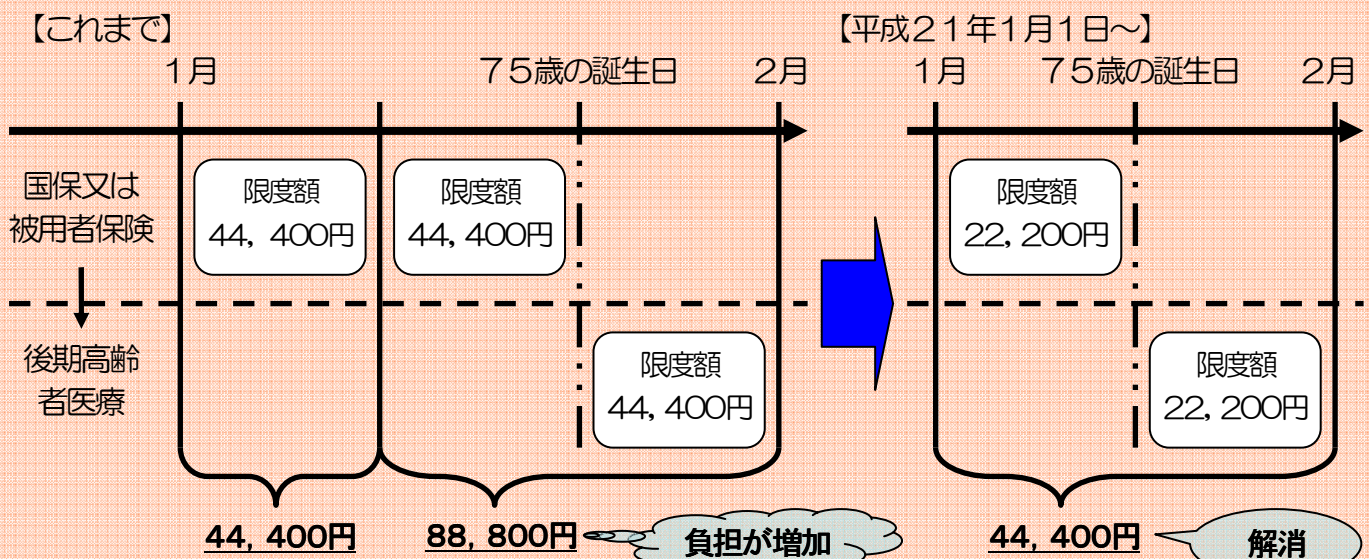 【これまで】
【平成21年1月1日～】
1月
75歳の誕生日
2月
1月
75歳の誕生日
2月
国保又は
被用者保険
限度額
44,400円
限度額
44,400円
限度額
22,200円
後期高齢
者医療
限度額
44,400円
限度額
22,200円
44,400円
88,800円
負担が増加
44,400円
解消